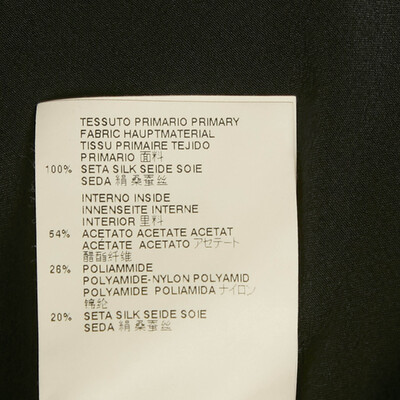 TESSUTO PRIMARIO PRIMARY
FABRIC HAUPTMATERIAL
TISSU PRIMAIRE TEJIDO
PRIMARIO 面料
100% SETA SILK SEIDE SOIE
SEDA 絹 桑蚕丝
INTERNO INSIDE
INNENSEITE INTERNE
INTERIOR 里料
54% ACETATO ACETATE ACETAT
ACÉTATE ACETATO アセテート
醋酯纤维
26% POLIAMMIDE
POLYAMIDE-NYLON POLYAMID
POLYAMIDE POLIAMIDA ナイロン
锦纶
20% SETA SILK SEIDE SOIE
SEDA 絹 桑蚕丝